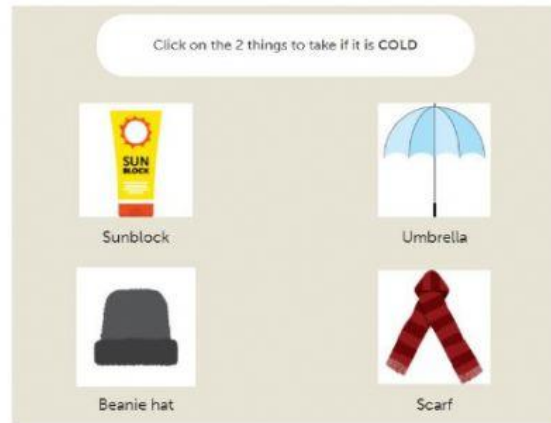 Click on the 2 things to take if it is COLD
SUN
BLOCK
Sunblock
Umbrella
Beanie hat
Scarf